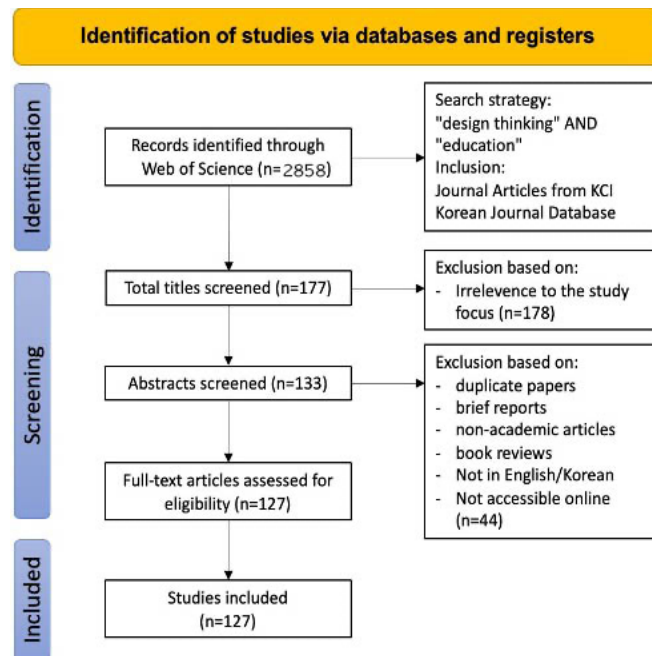 Identification of studies via databases and registers
Identification
Records identified through
Web of Science (n=2858)
Search strategy:
"design thinking" AND
"education"
Inclusion:
Journal Articles from KCI
Korean Journal Database
Screening
Total titles screened (n=177)
Exclusion based on:
- Irrelevence to the study
focus (n=178)
Abstracts screened (n=133)
Exclusion based on:
- duplicate papers
- brief reports
- non-academic articles
- book reviews
- Not in English/Korean
- Not accessible online
(n=44)
Full-text articles assessed for
eligibility (n=127)
Included
Studies included
(n=127)